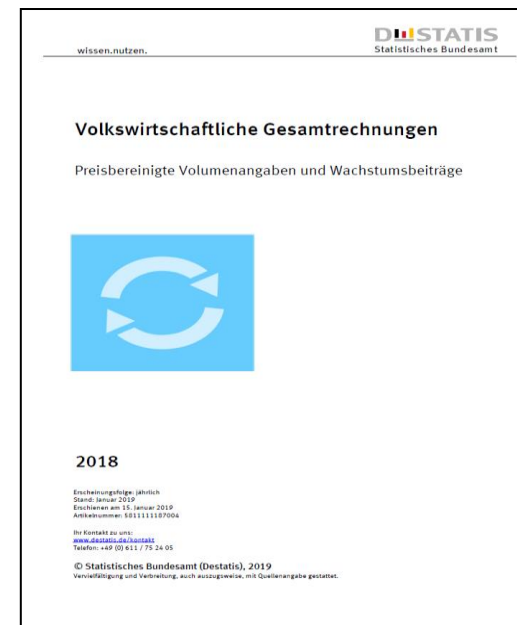 wissen.nutzen.
DESTATIS
Statistisches Bundesamt
Volkswirtschaftliche Gesamtrechnungen
Preisbereinigte Volumenangaben und Wachstumsbeiträge
2018
Erscheinungsfolge: jährlich
Stand: Januar 2019
Erschienen am 15. Januar 2019
Artikelnummer: 5811111187004
Ihr Kontakt zu uns:
www.destatis.de/kontakt
Telefon: +49 (0) 611 / 75 24 05
© Statistisches Bundesamt (Destatis), 2019
Vervielfältigung und Verbreitung, auch auszugsweise, mit Quellenangabe gestattet.